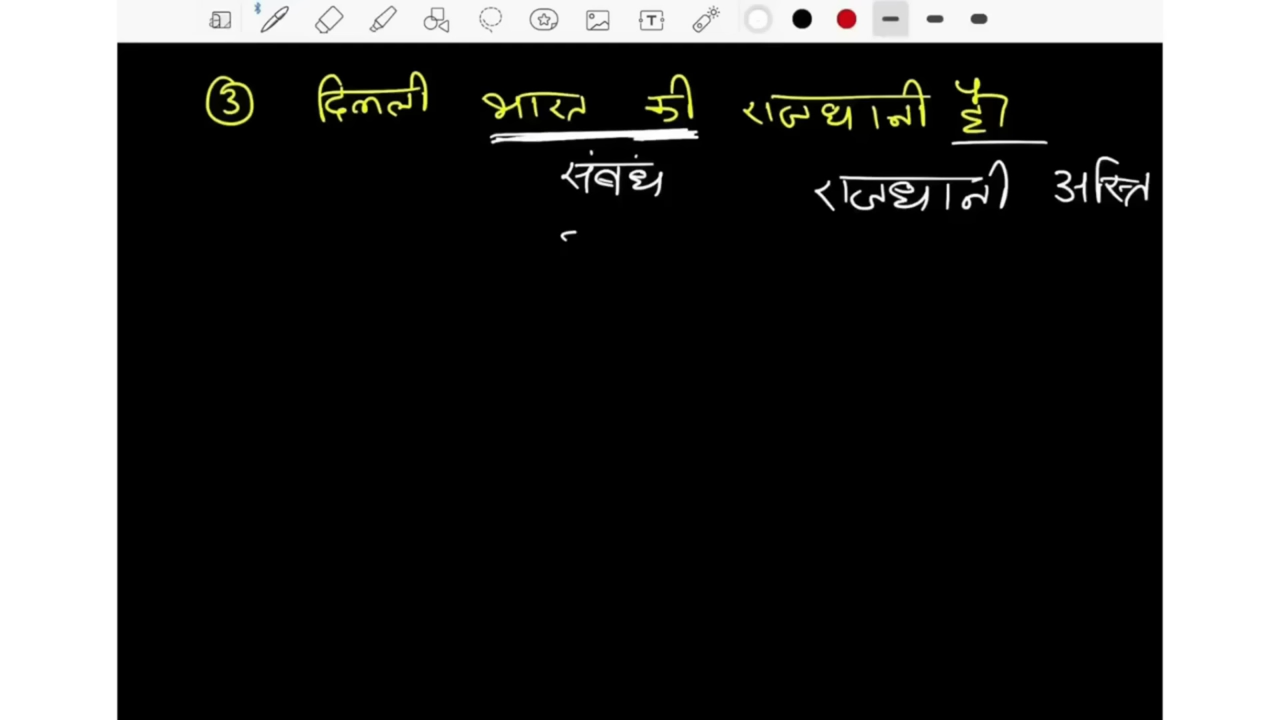 ③ दिल्ली भारत की राजधानी है।
संबंध राजधानी अस्ति